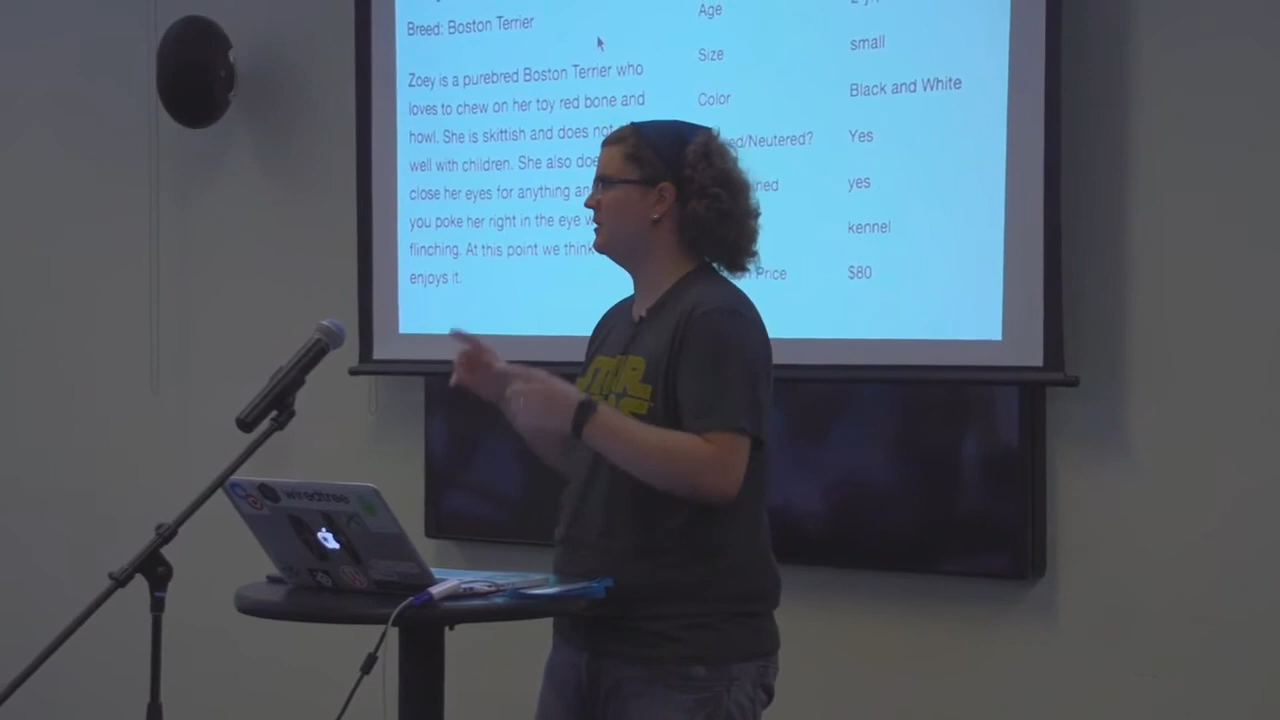 Breed: Boston Terrier
Zoey is a purebred Boston Terrier who
loves to chew on her toy red bone and
howl. She is skittish and does not
well with children. She also
close her eyes for anything
you poke her right in the eye
flinching. At this point we think
enjoys it.
Age
Size small
Color Black and White
ed/Neutered? Yes
yes
kennel
Price $80
STAR
wiredtree